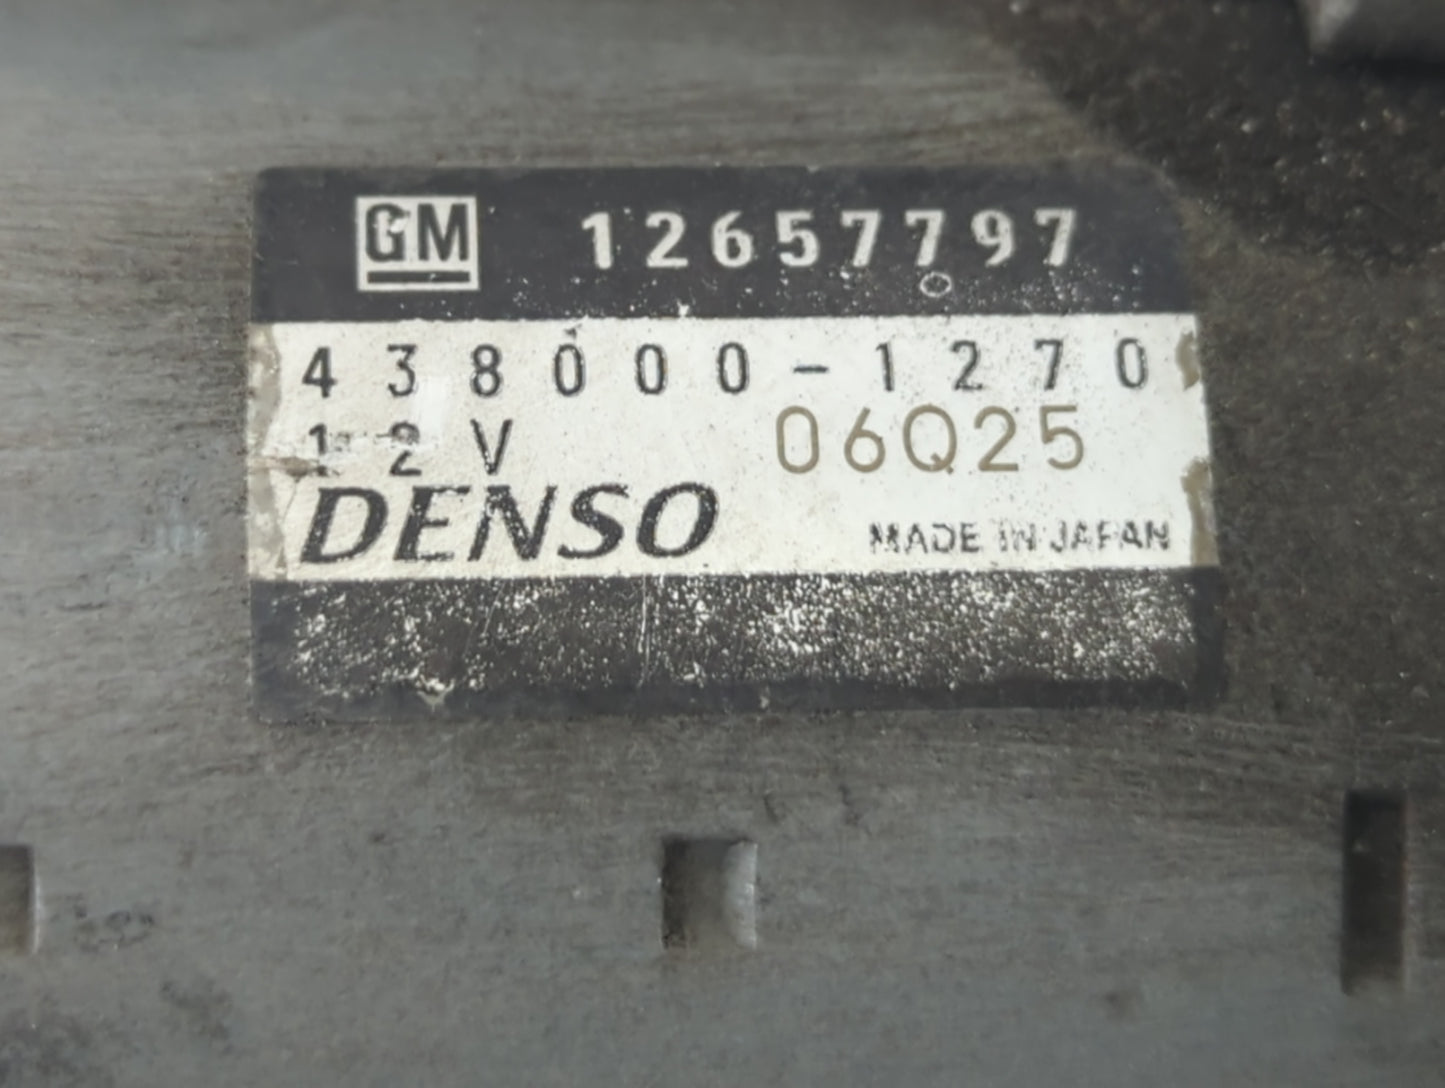 GM 12657797
438000-1270
12V 06Q25
DENSO MADE IN JAPAN